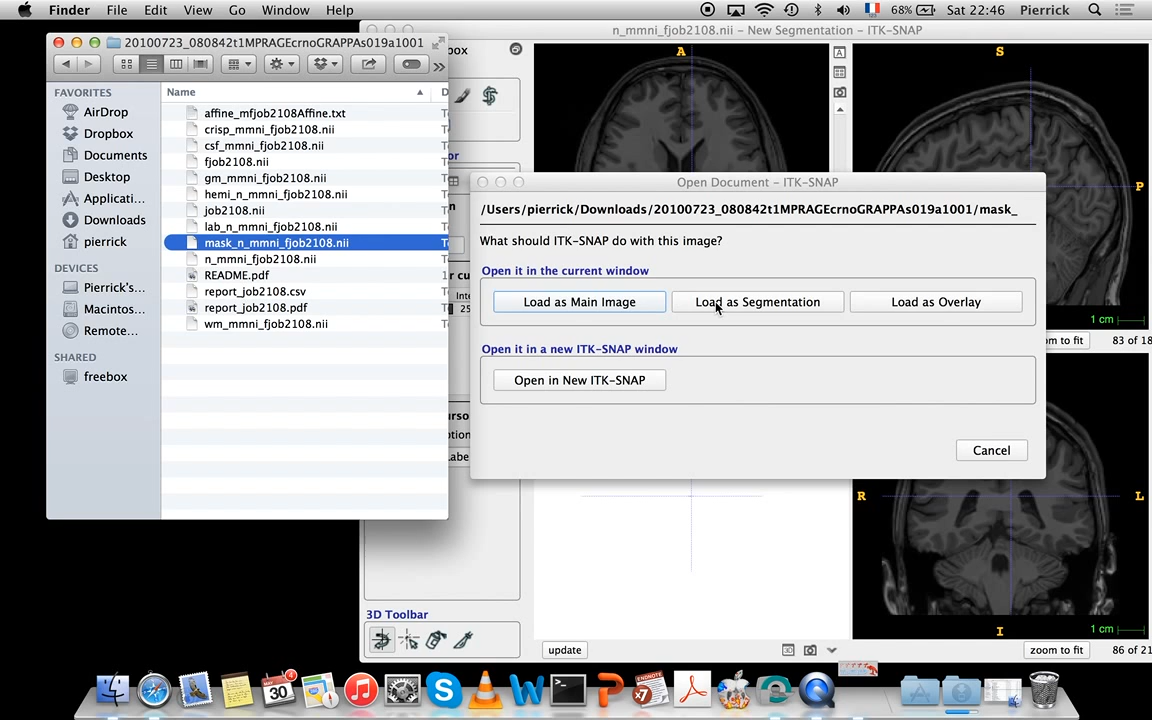 Finder File Edit View Go Window Help 68% Sat 22:46 Pierrick
n_mmni_fjob2108.nii – New Segmentation – ITK-SNAP
20100723_080842t1MPRAGEcrnoGRAPPAs019a1001
FAVORITES
AirDrop
Dropbox
Documents
Desktop
Applicati...
Downloads
pierrick
DEVICES
Pierrick's...
Macintos...
Remote...
SHARED
freebox
Name
affine_mfjob2108Affine.txt
crisp_mmni_fjob2108.nii
csf_mmni_fjob2108.nii
fjob2108.nii
gm_mmni_fjob2108.nii
hemi_n_mmni_fjob2108.nii
job2108.nii
lab_n_mmni_fjob2108.nii
mask_n_mmni_fjob2108.nii
n_mmni_fjob2108.nii
README.pdf
report_job2108.csv
report_job2108.pdf
wm_mmni_fjob2108.nii
Open Document – ITK-SNAP
/Users/pierrick/Downloads/20100723_080842t1MPRAGEcrnoGRAPPAs019a1001/mask_
What should ITK-SNAP do with this image?
Open it in the current window
Load as Main Image Load as Segmentation Load as Overlay
Open it in a new ITK-SNAP window
Open in New ITK-SNAP
Cancel
3D Toolbar
update
A
S
P
1 cm
om to fit 83 of 18
R
L
I
1 cm
zoom to fit 86 of 21
MAY
30
4
ENDNOTE
X7